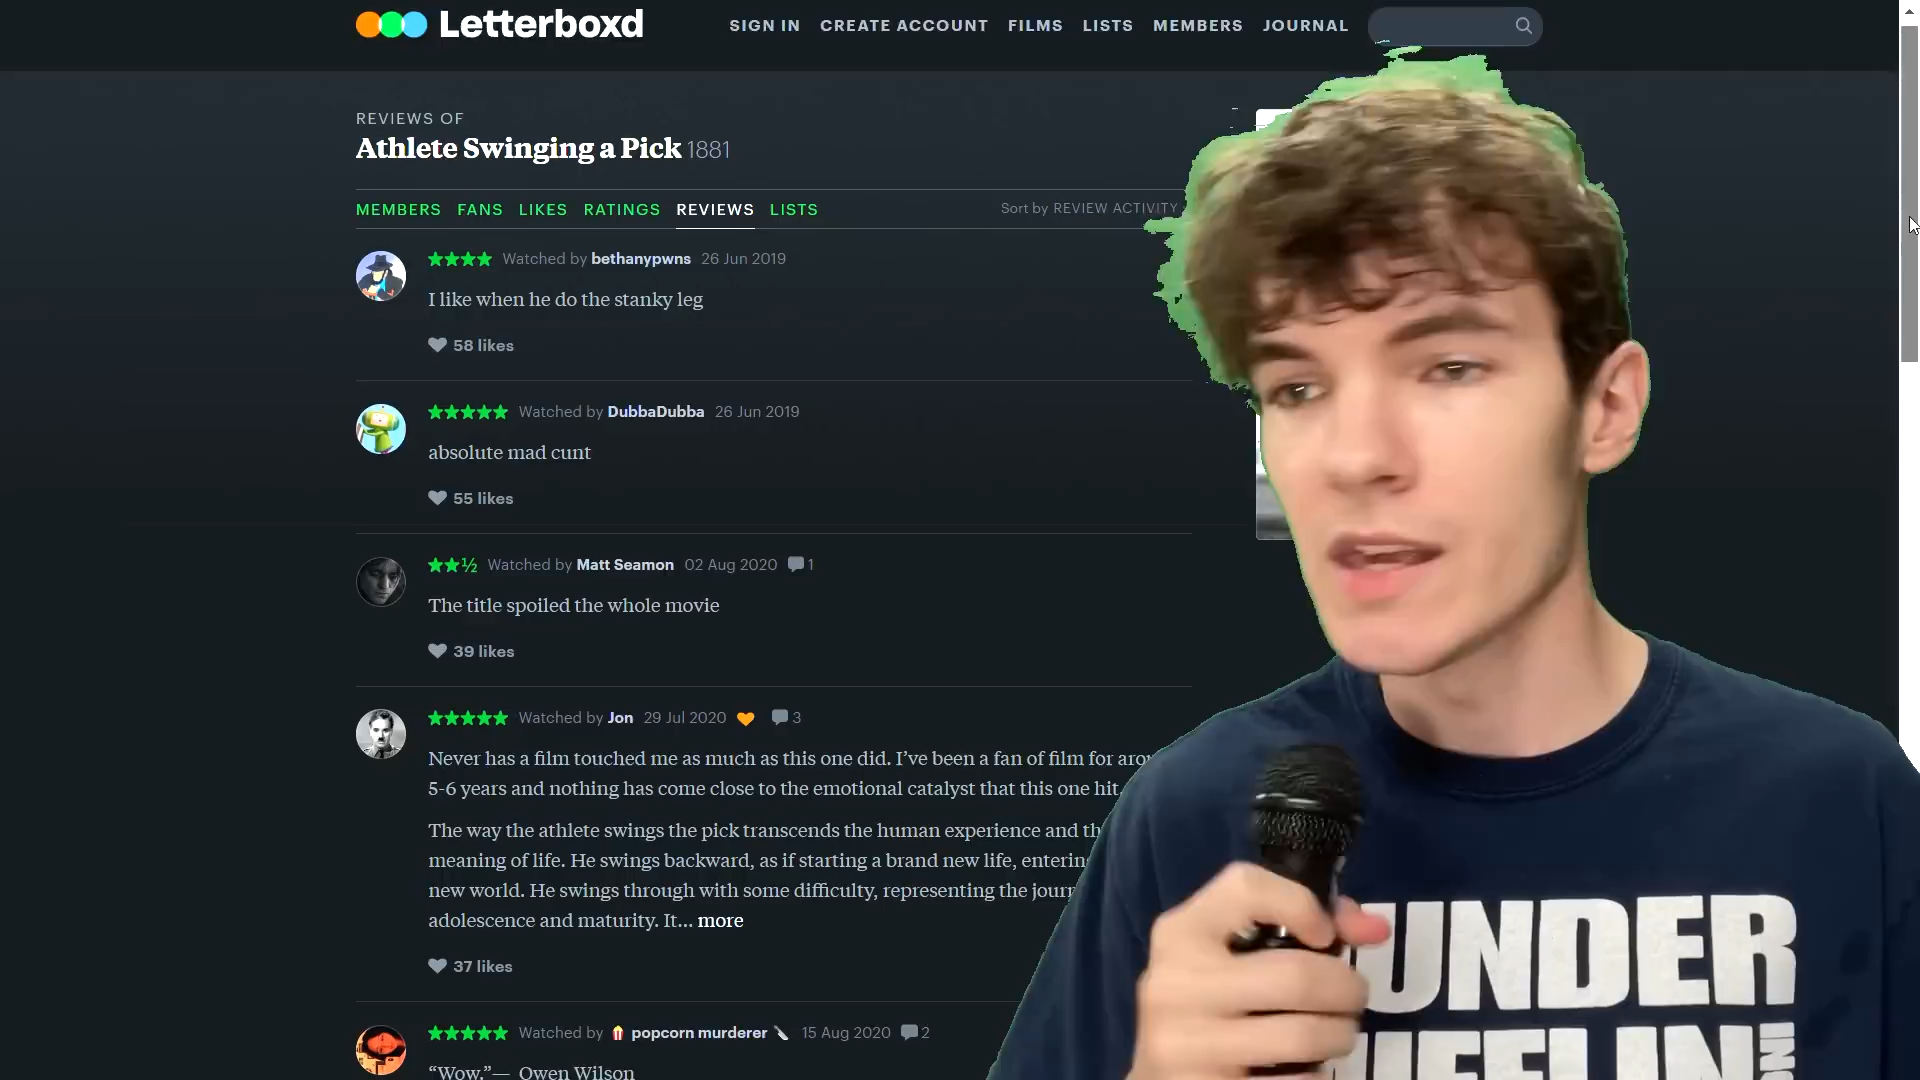 Letterboxd
SIGN IN CREATE ACCOUNT FILMS LISTS MEMBERS JOURNAL
REVIEWS OF
Athlete Swinging a Pick 1881
MEMBERS FANS LIKES RATINGS REVIEWS LISTS
Sort by REVIEW ACTIVITY
★★★★ Watched by bethanypwns 26 Jun 2019
I like when he do the stanky leg
58 likes
★★★★★ Watched by DubbaDubba 26 Jun 2019
absolute mad cunt
55 likes
★★½ Watched by Matt Seamon 02 Aug 2020 1
The title spoiled the whole movie
39 likes
★★★★★ Watched by Jon 29 Jul 2020 3
Never has a film touched me as much as this one did. I've been a fan of film for
5-6 years and nothing has come close to the emotional catalyst that this one hit.
The way the athlete swings the pick transcends the human experience and
meaning of life. He swings backward, as if starting a brand new life,
new world. He swings through with some difficulty, representing the
adolescence and maturity. It... more
37 likes
★★★★★ Watched by popcorn murderer 15 Aug 2020 2
"Wow."— Owen Wilson
UNDER
MIFFLIN INC